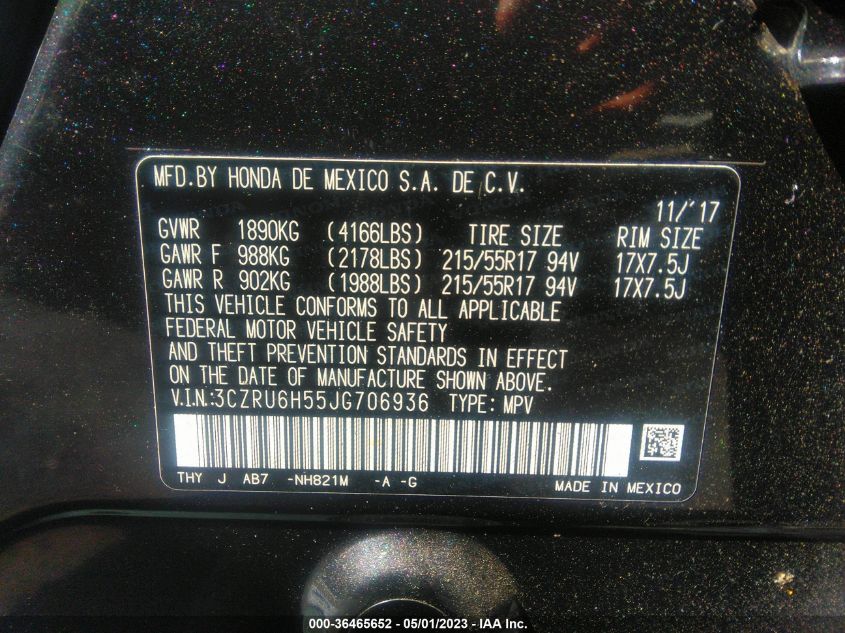 MFD.BY HONDA DE MEXICO S.A. DE C.V.
11/'17
GVWR 1890KG (4166LBS) TIRE SIZE RIM SIZE
GAWR F 988KG (2178LBS) 215/55R17 94V 17X7.5J
GAWR R 902KG (1988LBS) 215/55R17 94V 17X7.5J
THIS VEHICLE CONFORMS TO ALL APPLICABLE
FEDERAL MOTOR VEHICLE SAFETY
AND THEFT PREVENTION STANDARDS IN EFFECT
ON THE DATE OF MANUFACTURE SHOWN ABOVE.
V.I.N:3CZRU6H55JG706936 TYPE: MPV
THY J AB7 -NH821M -A -G MADE IN MEXICO
000-36465652 - 05/01/2023 - IAA Inc.